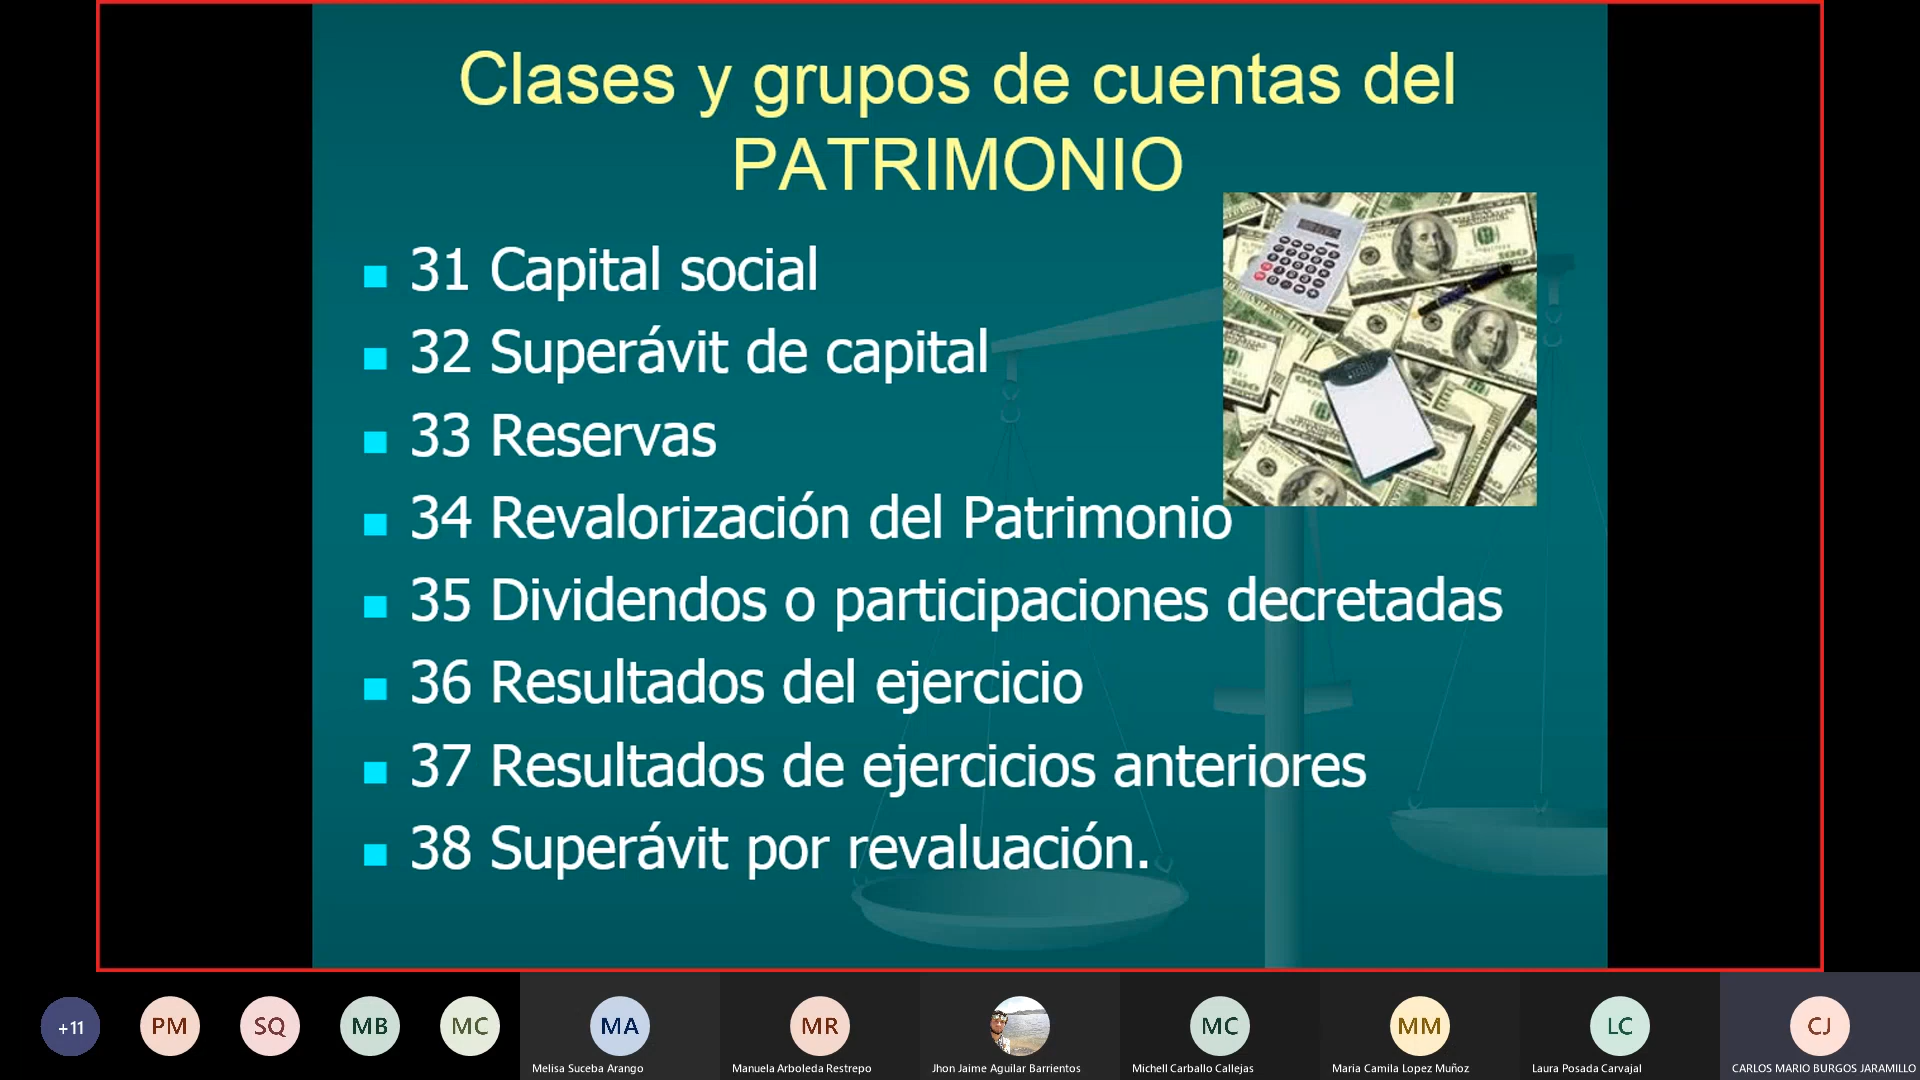 Clases y grupos de cuentas del
PATRIMONIO
31 Capital social
32 Superávit de capital
33 Reservas
34 Revalorización del Patrimonio
35 Dividendos o participaciones decretadas
36 Resultados del ejercicio
37 Resultados de ejercicios anteriores
38 Superávit por revaluación.
+11
PM
SQ
MB
MC
MA
MR
MC
MM
LC
CJ
Melisa Suceba Arango
Manuela Arboleda Restrepo
Jhon Jaime Aguilar Barrientos
Michell Carballo Callejas
Maria Camila Lopez Muñoz
Laura Posada Carvajal
CARLOS MARIO BURGOS JARAMILLO